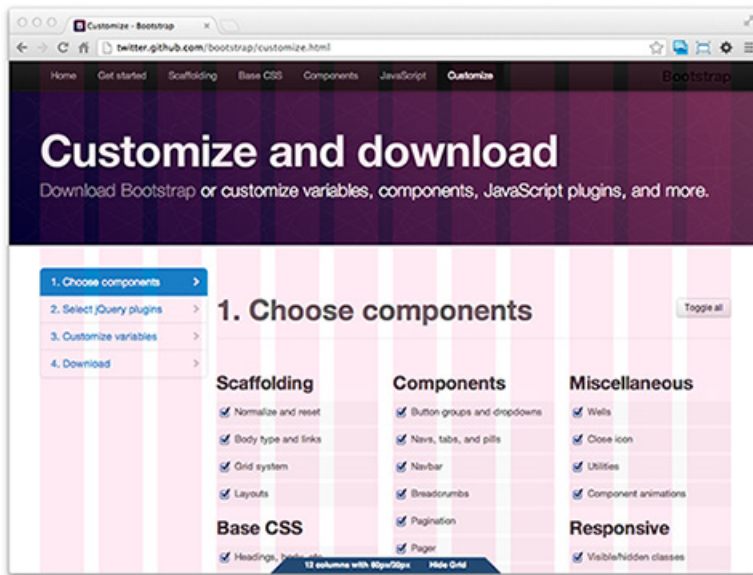 Customize · Bootstrap
twitter.github.com/bootstrap/customize.html
Home Get started Scaffolding Base CSS Components JavaScript Customize Bootstrap
Customize and download
Download Bootstrap or customize variables, components, JavaScript plugins, and more.
1. Choose components
2. Select jQuery plugins
3. Customize variables
4. Download
1. Choose components
Toggle all
Scaffolding
Normalize and reset
Body type and links
Grid system
Layouts
Base CSS
Headings, body, etc
Components
Button groups and dropdowns
Navs, tabs, and pills
Navbar
Breadcrumbs
Pagination
Pager
Miscellaneous
Wells
Close icon
Utilities
Component animations
Responsive
Visible/hidden classes
12 columns with 60px/20px Hide Grid